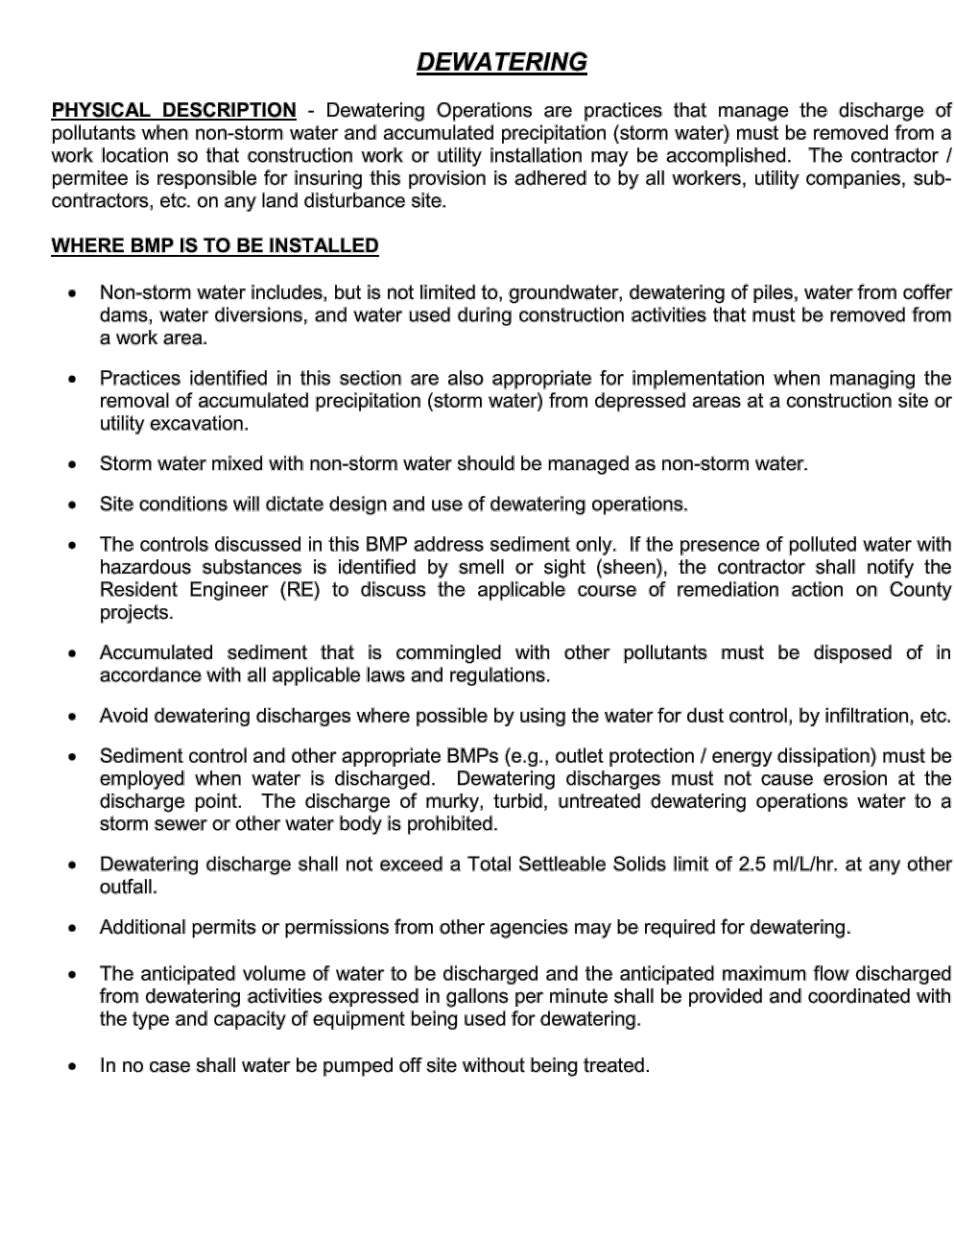 DEWATERING
PHYSICAL DESCRIPTION - Dewatering Operations are practices that manage the discharge of
pollutants when non-storm water and accumulated precipitation (storm water) must be removed from a
work location so that construction work or utility installation may be accomplished. The contractor /
permitee is responsible for insuring this provision is adhered to by all workers, utility companies, sub-
contractors, etc. on any land disturbance site.
WHERE BMP IS TO BE INSTALLED
• Non-storm water includes, but is not limited to, groundwater, dewatering of piles, water from coffer
dams, water diversions, and water used during construction activities that must be removed from
a work area.
• Practices identified in this section are also appropriate for implementation when managing the
removal of accumulated precipitation (storm water) from depressed areas at a construction site or
utility excavation.
• Storm water mixed with non-storm water should be managed as non-storm water.
• Site conditions will dictate design and use of dewatering operations.
• The controls discussed in this BMP address sediment only. If the presence of polluted water with
hazardous substances is identified by smell or sight (sheen), the contractor shall notify the
Resident Engineer (RE) to discuss the applicable course of remediation action on County
projects.
• Accumulated sediment that is commingled with other pollutants must be disposed of in
accordance with all applicable laws and regulations.
• Avoid dewatering discharges where possible by using the water for dust control, by infiltration, etc.
• Sediment control and other appropriate BMPs (e.g., outlet protection / energy dissipation) must be
employed when water is discharged. Dewatering discharges must not cause erosion at the
discharge point. The discharge of murky, turbid, untreated dewatering operations water to a
storm sewer or other water body is prohibited.
• Dewatering discharge shall not exceed a Total Settleable Solids limit of 2.5 ml/L/hr. at any other
outfall.
• Additional permits or permissions from other agencies may be required for dewatering.
• The anticipated volume of water to be discharged and the anticipated maximum flow discharged
from dewatering activities expressed in gallons per minute shall be provided and coordinated with
the type and capacity of equipment being used for dewatering.
• In no case shall water be pumped off site without being treated.